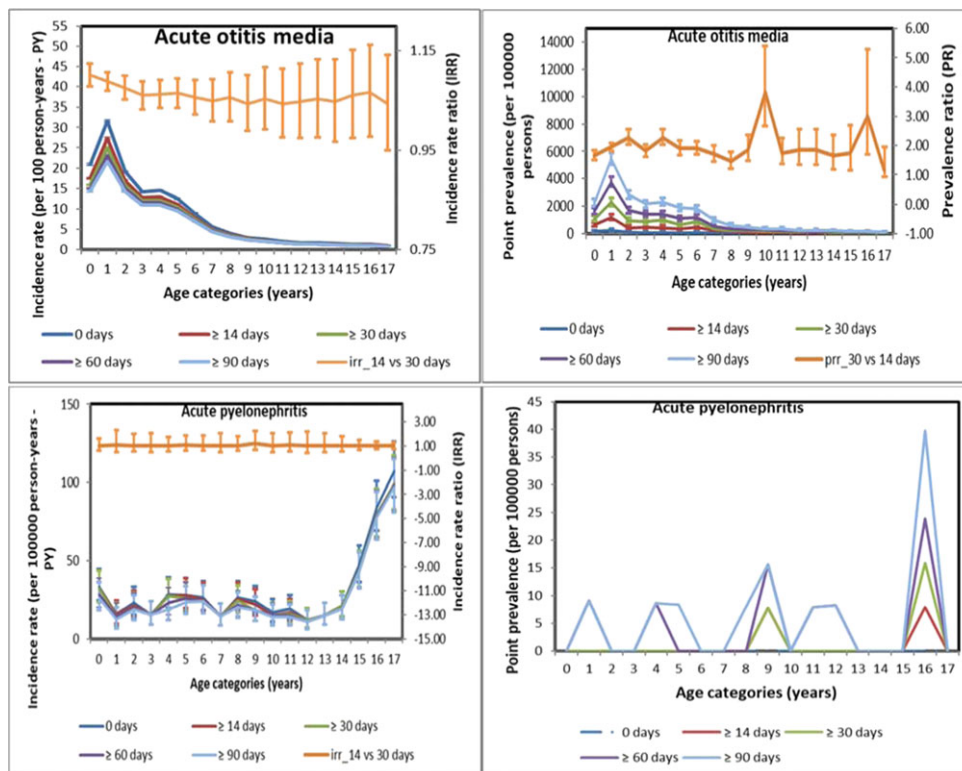 Acute otitis media
Incidence rate (per 100 person-years - PY)
55
50
45
40
35
30
25
20
15
10
5
0
1.15
0.95
0.75
Incidence rate ratio (IRR)
0 1 2 3 4 5 6 7 8 9 10 11 12 13 14 15 16 17
Age categories (years)
0 days ≥ 14 days ≥ 30 days
≥ 60 days ≥ 90 days irr_14 vs 30 days
Acute otitis media
Point Prevalence (per 100000 persons)
14000
12000
10000
8000
6000
4000
2000
0
6.00
5.00
4.00
3.00
2.00
1.00
0.00
-1.00
Prevalence ratio (PR)
0 1 2 3 4 5 6 7 8 9 10 11 12 13 14 15 16 17
Age categories (years)
0 days ≥ 14 days ≥ 30 days
≥ 60 days ≥ 90 days prr_30 vs 14 days
Acute pyelonephritis
Incidence rate (per 100000 person-years - PY)
150
100
50
0
3.00
1.00
-1.00
-3.00
-5.00
-7.00
-9.00
-11.00
-13.00
-15.00
Incidence rate ratio (IRR)
0 1 2 3 4 5 6 7 8 9 10 11 12 13 14 15 16 17
Age categories (years)
0 days ≥ 14 days ≥ 30 days
≥ 60 days ≥ 90 days irr_14 vs 30 days
Acute pyelonephritis
Point prevalence (per 100000 persons)
45
40
35
30
25
20
15
10
5
0
0 1 2 3 4 5 6 7 8 9 10 11 12 13 14 15 16 17
Age categories (years)
0 days ≥ 14 days ≥ 30 days
≥ 60 days ≥ 90 days